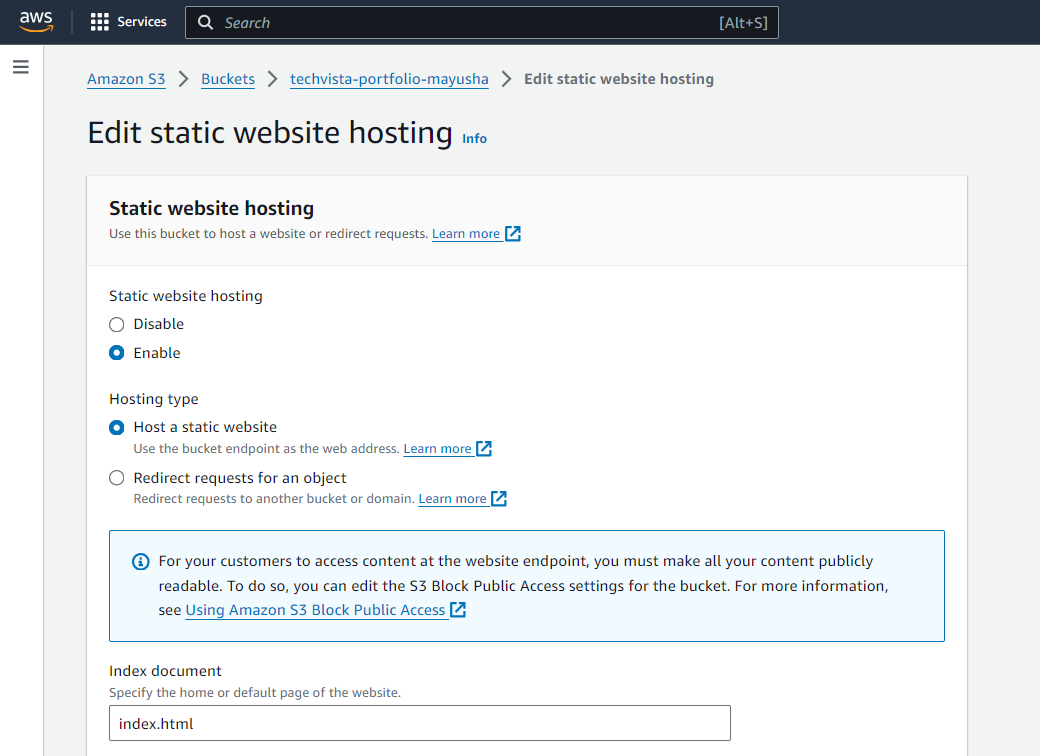 aws Services Search [Alt+S]
Amazon S3 > Buckets > techvista-portfolio-mayusha > Edit static website hosting
Edit static website hosting Info
Static website hosting
Use this bucket to host a website or redirect requests. Learn more
Static website hosting
Disable
Enable
Hosting type
Host a static website
Use the bucket endpoint as the web address. Learn more
Redirect requests for an object
Redirect requests to another bucket or domain. Learn more
For your customers to access content at the website endpoint, you must make all your content publicly
readable. To do so, you can edit the S3 Block Public Access settings for the bucket. For more information,
see Using Amazon S3 Block Public Access
Index document
Specify the home or default page of the website.
index.html